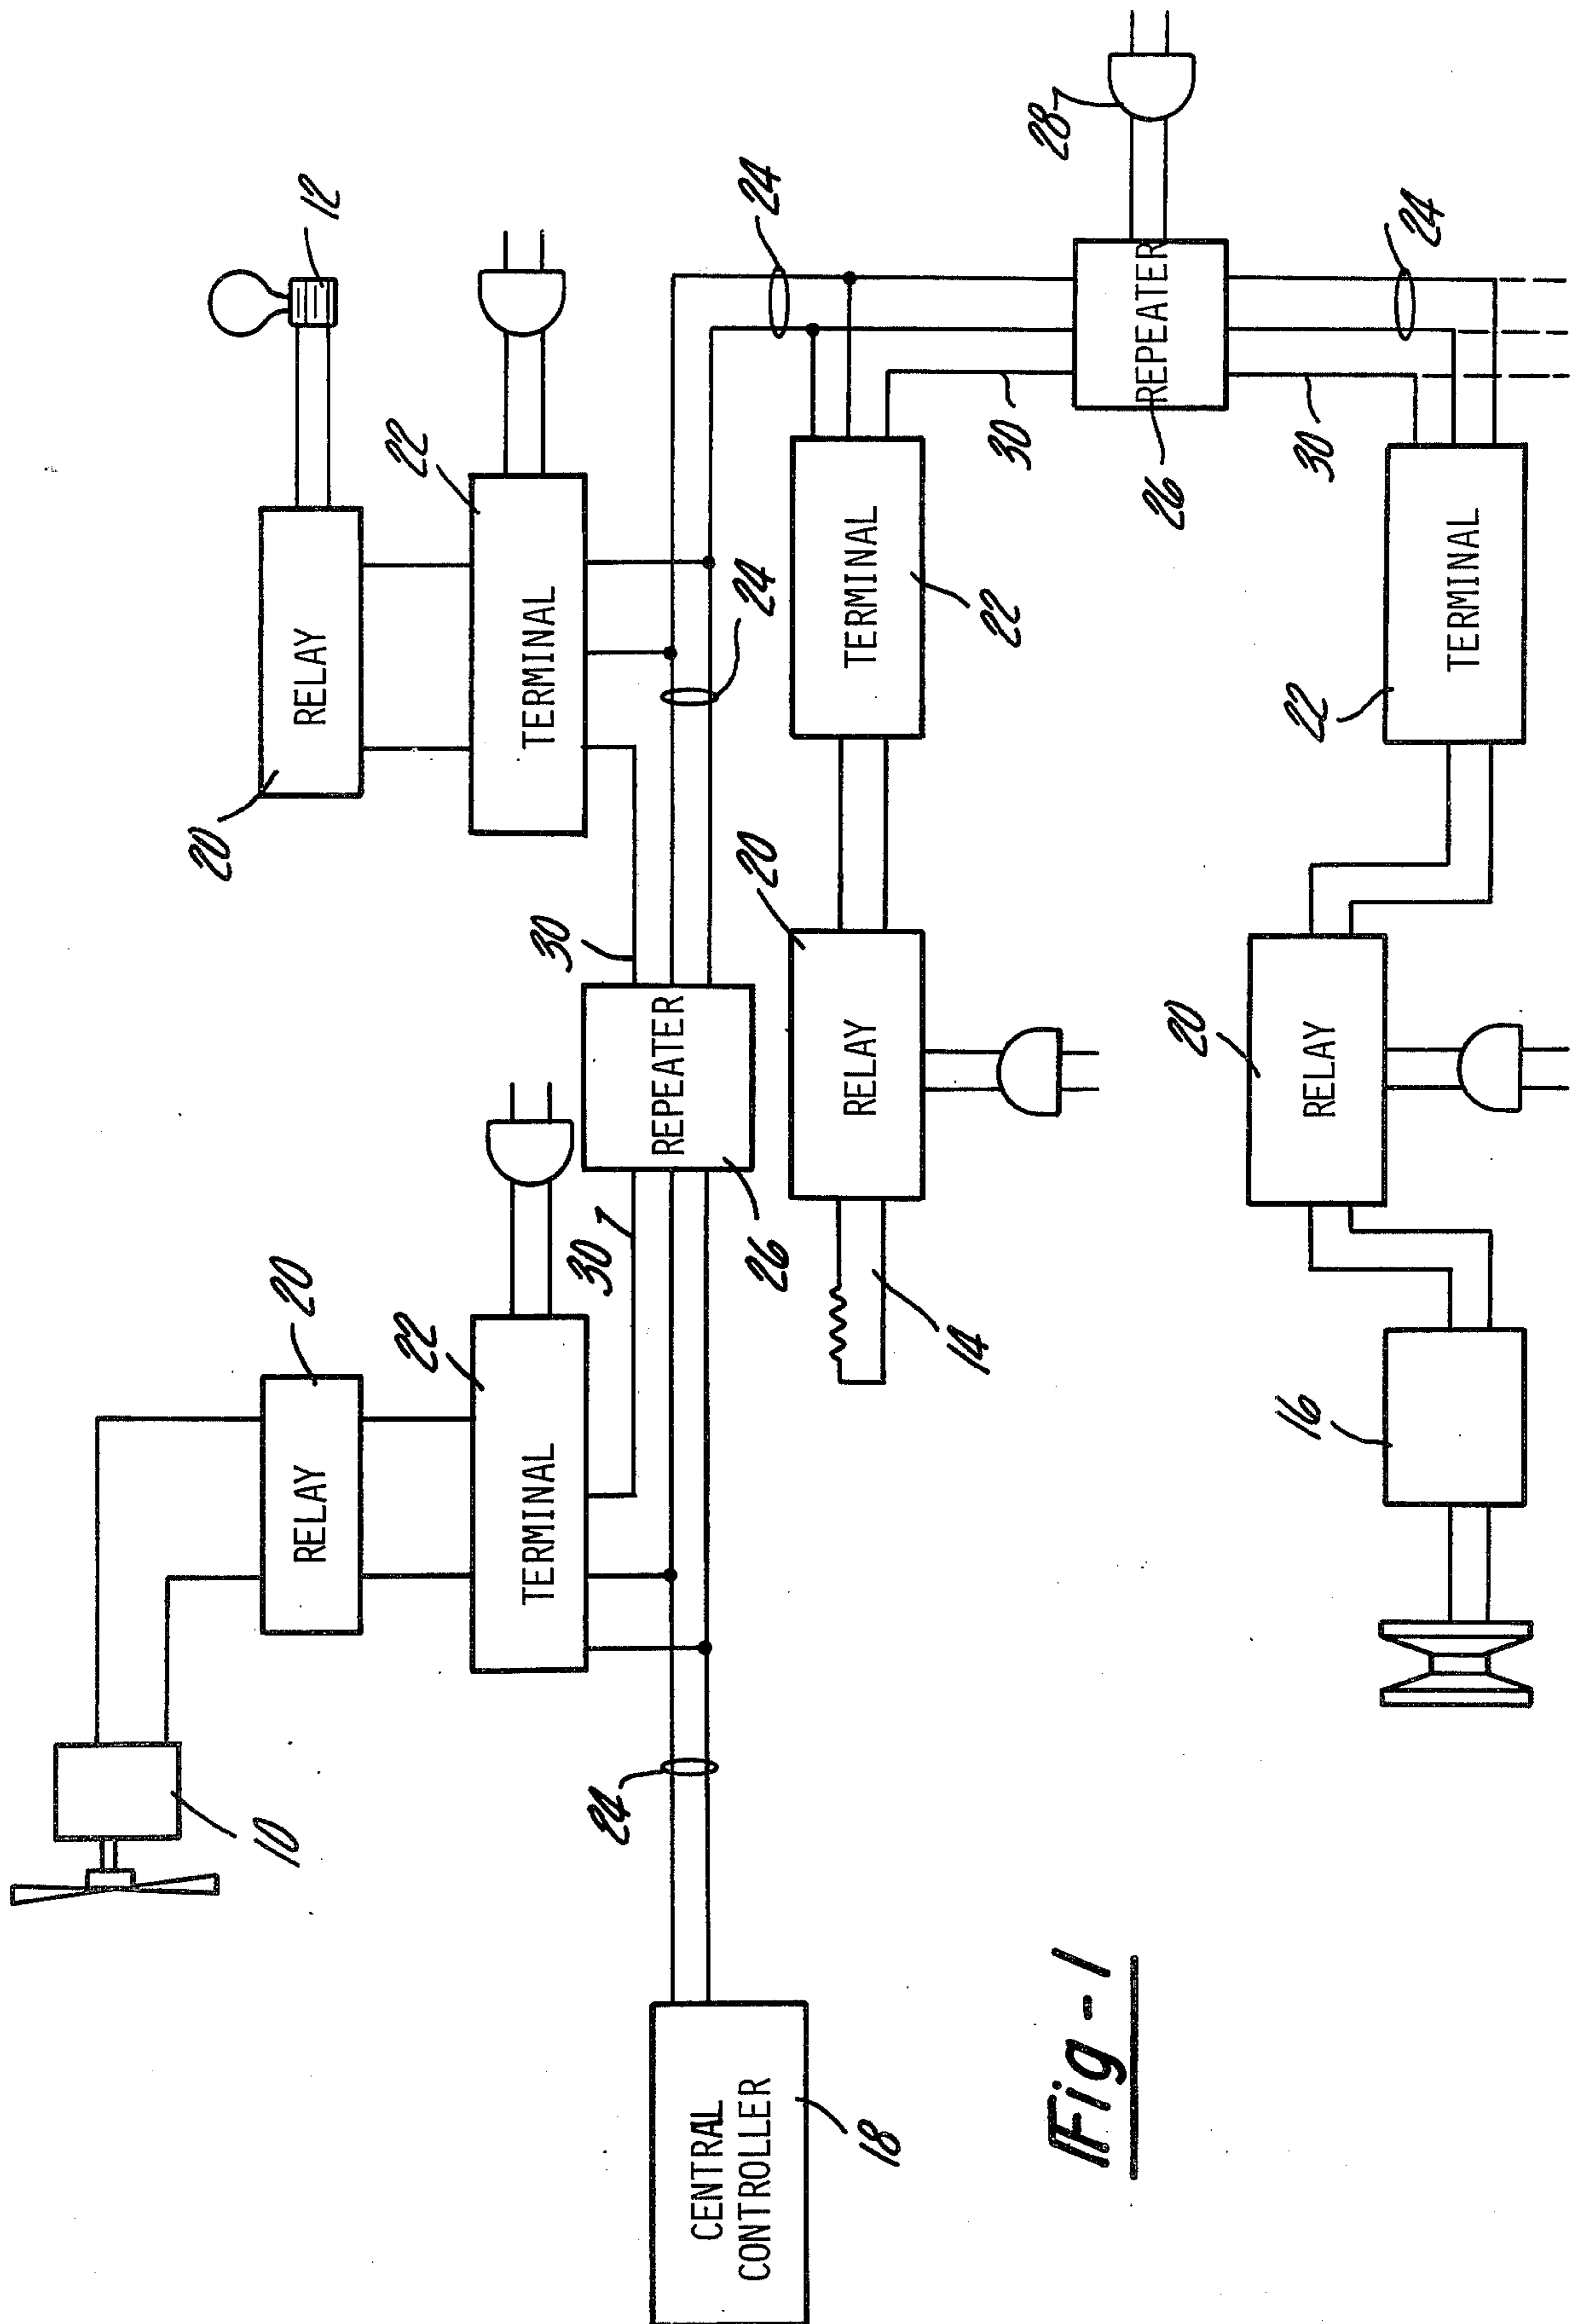 10
20
RELAY
20
RELAY
12
22
TERMINAL
22
TERMINAL
24
30
REPEATER
26
30
24
24
CENTRAL
CONTROLLER
18
14
20
RELAY
TERMINAL
22
30
REPEATER
26
28
Fig-1
16
20
RELAY
22
TERMINAL
30
24